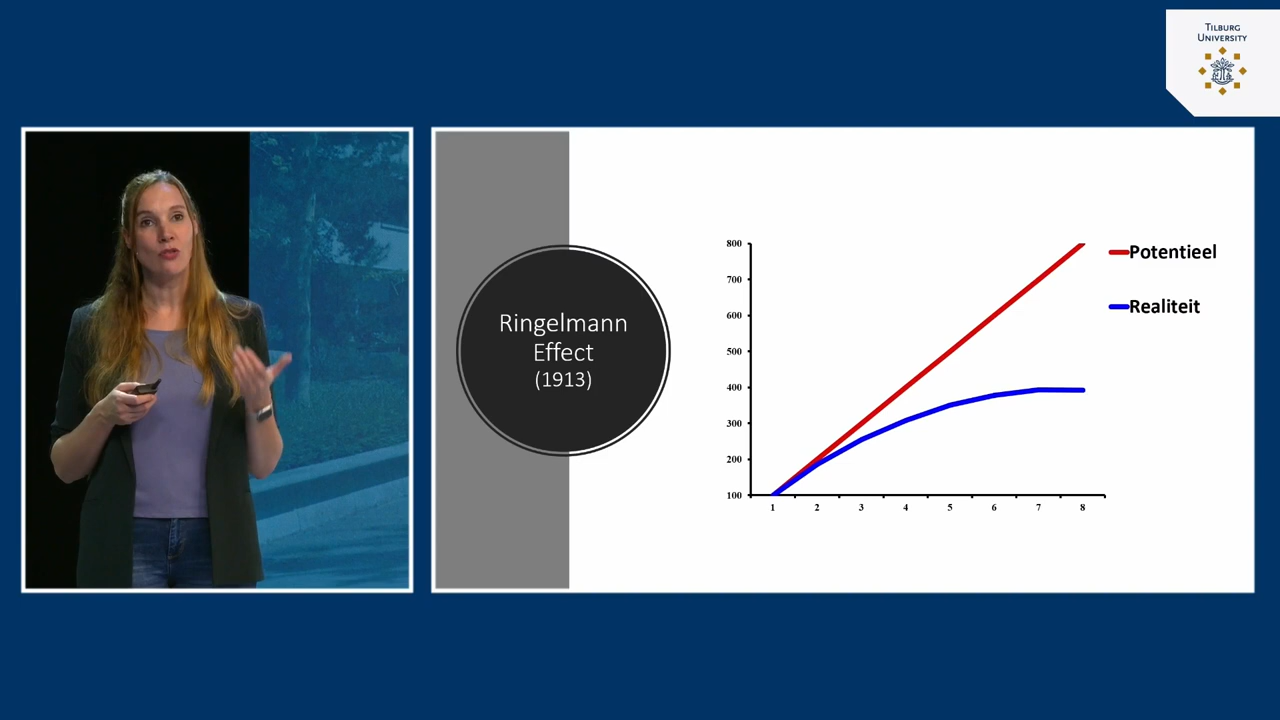 TILBURG
UNIVERSITY
Ringelmann
Effect
(1913)
800
700
600
500
400
300
200
100
1 2 3 4 5 6 7 8
Potentieel
Realiteit